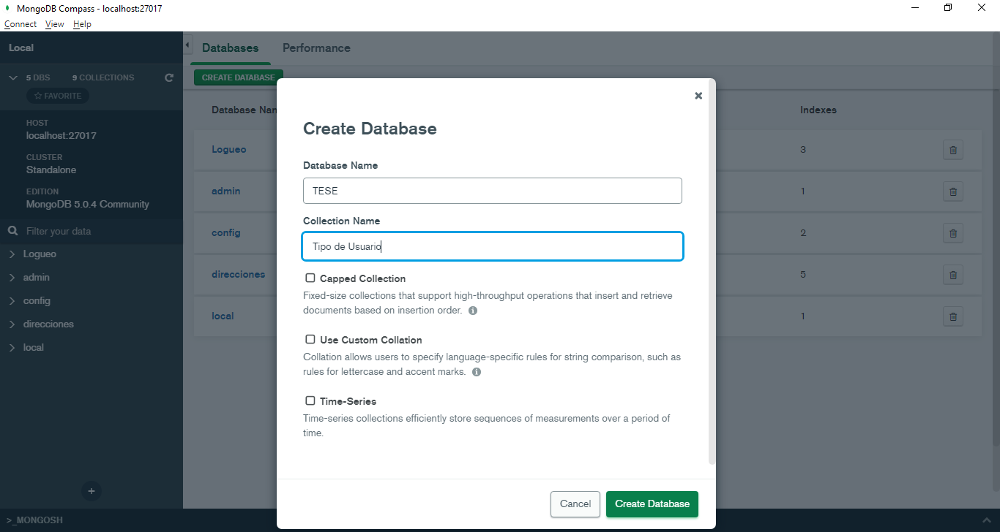 MongoDB Compass - localhost:27017
Connect View Help
Local
Databases Performance
5 DBS 9 COLLECTIONS
FAVORITE
CREATE DATABASE
HOST
localhost:27017
CLUSTER
Standalone
EDITION
MongoDB 5.0.4 Community
Filter your data
Logueo
admin
config
direcciones
local
>_MONGOSH
Database Nam Indexes
Logueo 3
admin 1
config 2
direcciones 5
local 1
Create Database
Database Name
TESE
Collection Name
Tipo de Usuario
Capped Collection
Fixed-size collections that support high-throughput operations that insert and retrieve
documents based on insertion order.
Use Custom Collation
Collation allows users to specify language-specific rules for string comparison, such as
rules for lettercase and accent marks.
Time-Series
Time-series collections efficiently store sequences of measurements over a period of
time.
Cancel Create Database